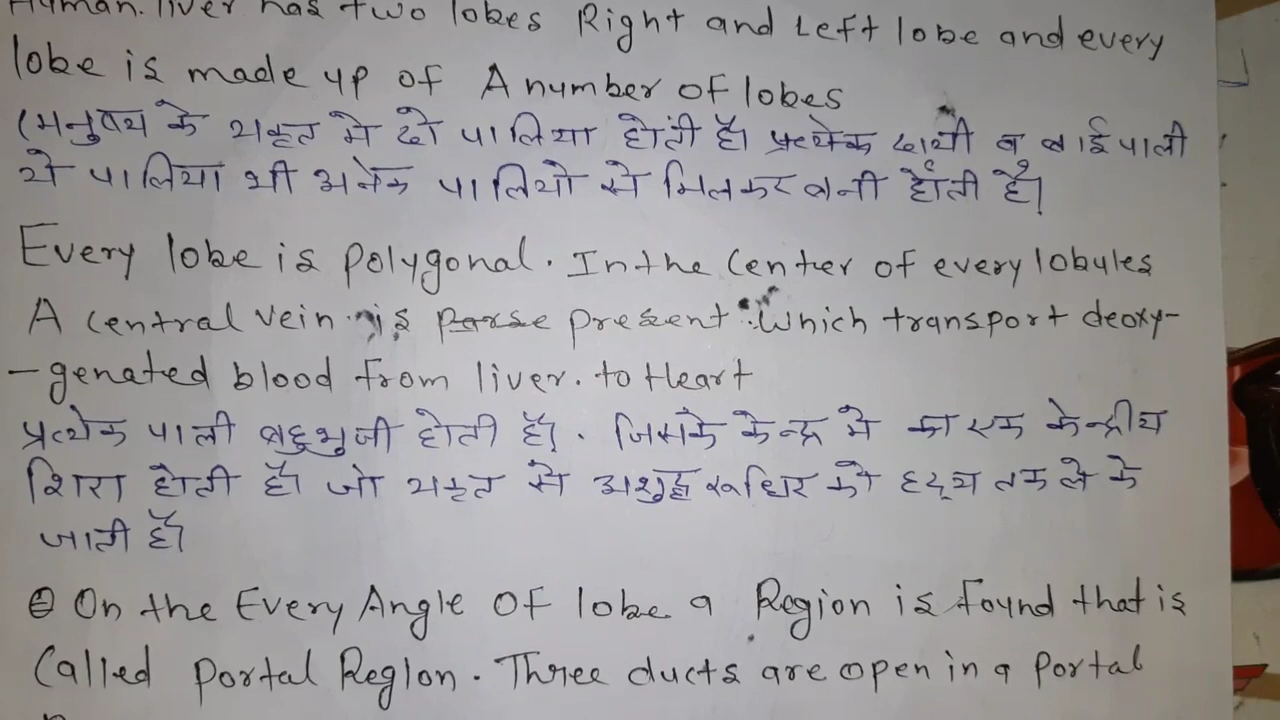 Human. liver has two lobes Right and Left lobe and every
lobe is made up of A number of lobes
(मनुष्य के यकृत मे दो पालिया होती है। प्रत्येक दायी व बाई पाली
ये पालिया भी अनेक पालियो से मिलकर बनी होती है।
Every lobe is polygonal. In the Center of every lobules
A central vein is parse present. Which transport deoxy-
-genated blood from liver. to Heart
प्रत्येक पाली बहुभुजी होती है। . जिसके केन्द्र मे का एक केन्द्रीय
शिरा होती है। जो यकृत से अशुद्ध रूधिर को हृदय तक ले के
जाती है।
On the Every Angle OF lobe a Region is found that is
Called Portal Region. Three ducts are open in a Portal